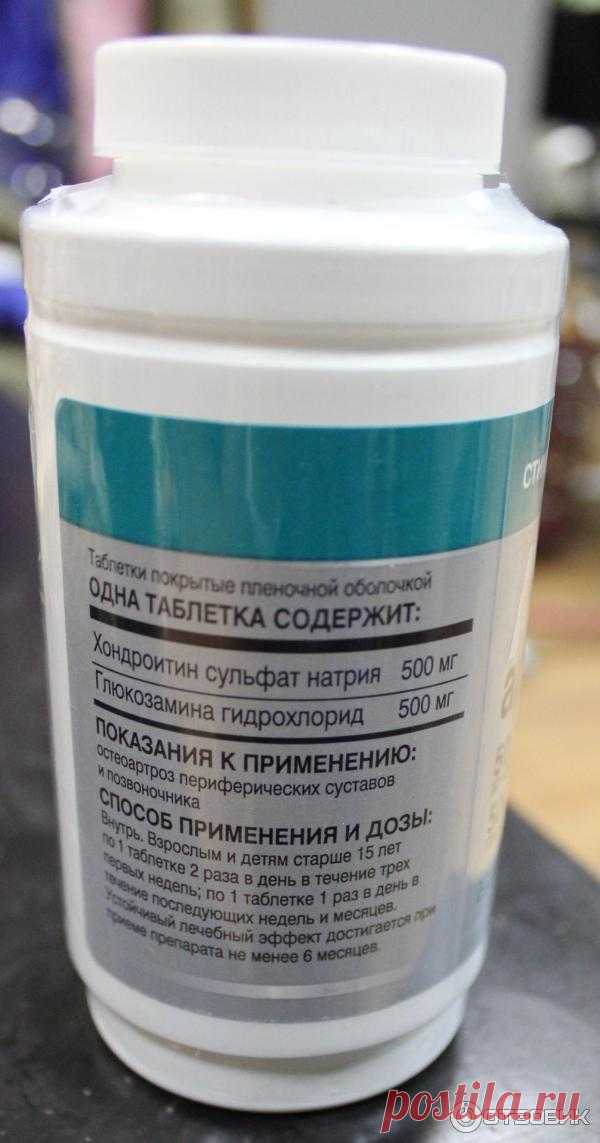 Таблетки покрытые пленочной оболочкой
ОДНА ТАБЛЕТКА СОДЕРЖИТ:
Хондроитин сульфат натрия 500 мг
Глюкозамина гидрохлорид 500 мг
ПОКАЗАНИЯ К ПРИМЕНЕНИЮ:
остеоартроз периферических суставов
и позвоночника
СПОСОБ ПРИМЕНЕНИЯ И ДОЗЫ:
Внутрь. Взрослым и детям старше 15 лет
по 1 таблетке 2 раза в день в течение трех
первых недель; по 1 таблетке 1 раз в день в
течение последующих недель и месяцев.
Устойчивый лечебный эффект достигается при
приеме препарата не менее 6 месяцев.
postila.ru
ОТЗОВИК